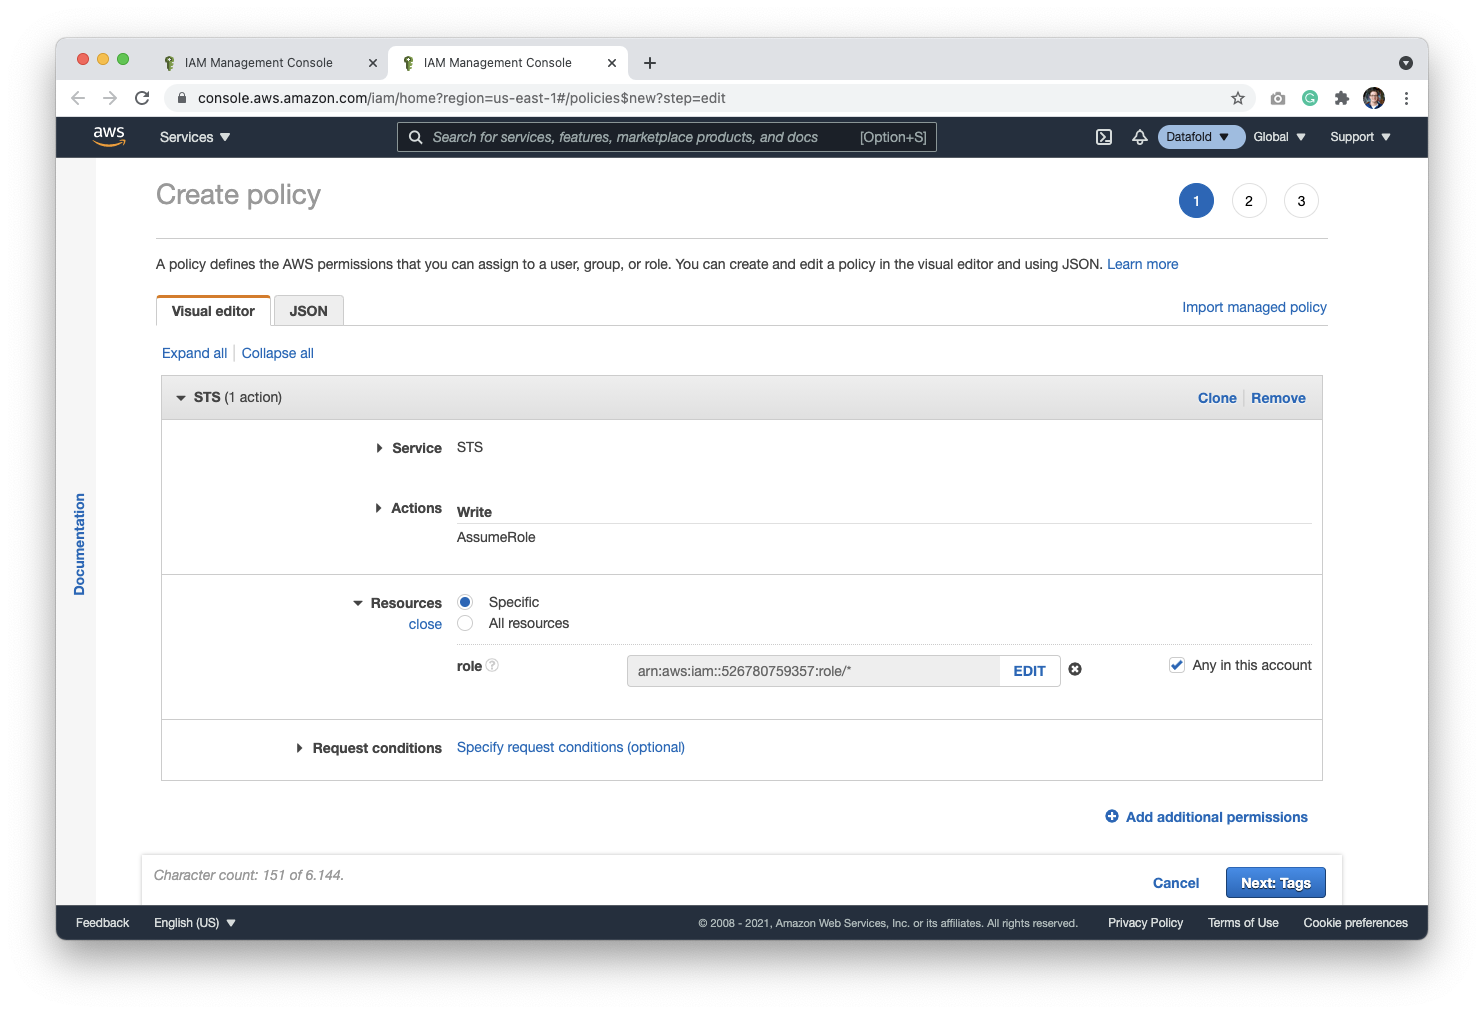 IAM Management Console
IAM Management Console
console.aws.amazon.com/iam/home?region=us-east-1#/policies$new?step=edit
aws
Services
Search for services, features, marketplace products, and docs [Option+S]
Datafold
Global
Support
Create policy
1
2
3
A policy defines the AWS permissions that you can assign to a user, group, or role. You can create and edit a policy in the visual editor and using JSON. Learn more
Visual editor
JSON
Import managed policy
Expand all
Collapse all
STS (1 action)
Clone
Remove
Service
STS
Actions
Write
AssumeRole
Documentation
Resources
close
Specific
All resources
role ?
arn:aws:iam::526780759357:role/*
EDIT
Any in this account
Request conditions
Specify request conditions (optional)
Add additional permissions
Character count: 151 of 6.144.
Cancel
Next: Tags
Feedback
English (US)
© 2008 - 2021, Amazon Web Services, Inc. or its affiliates. All rights reserved.
Privacy Policy
Terms of Use
Cookie preferences